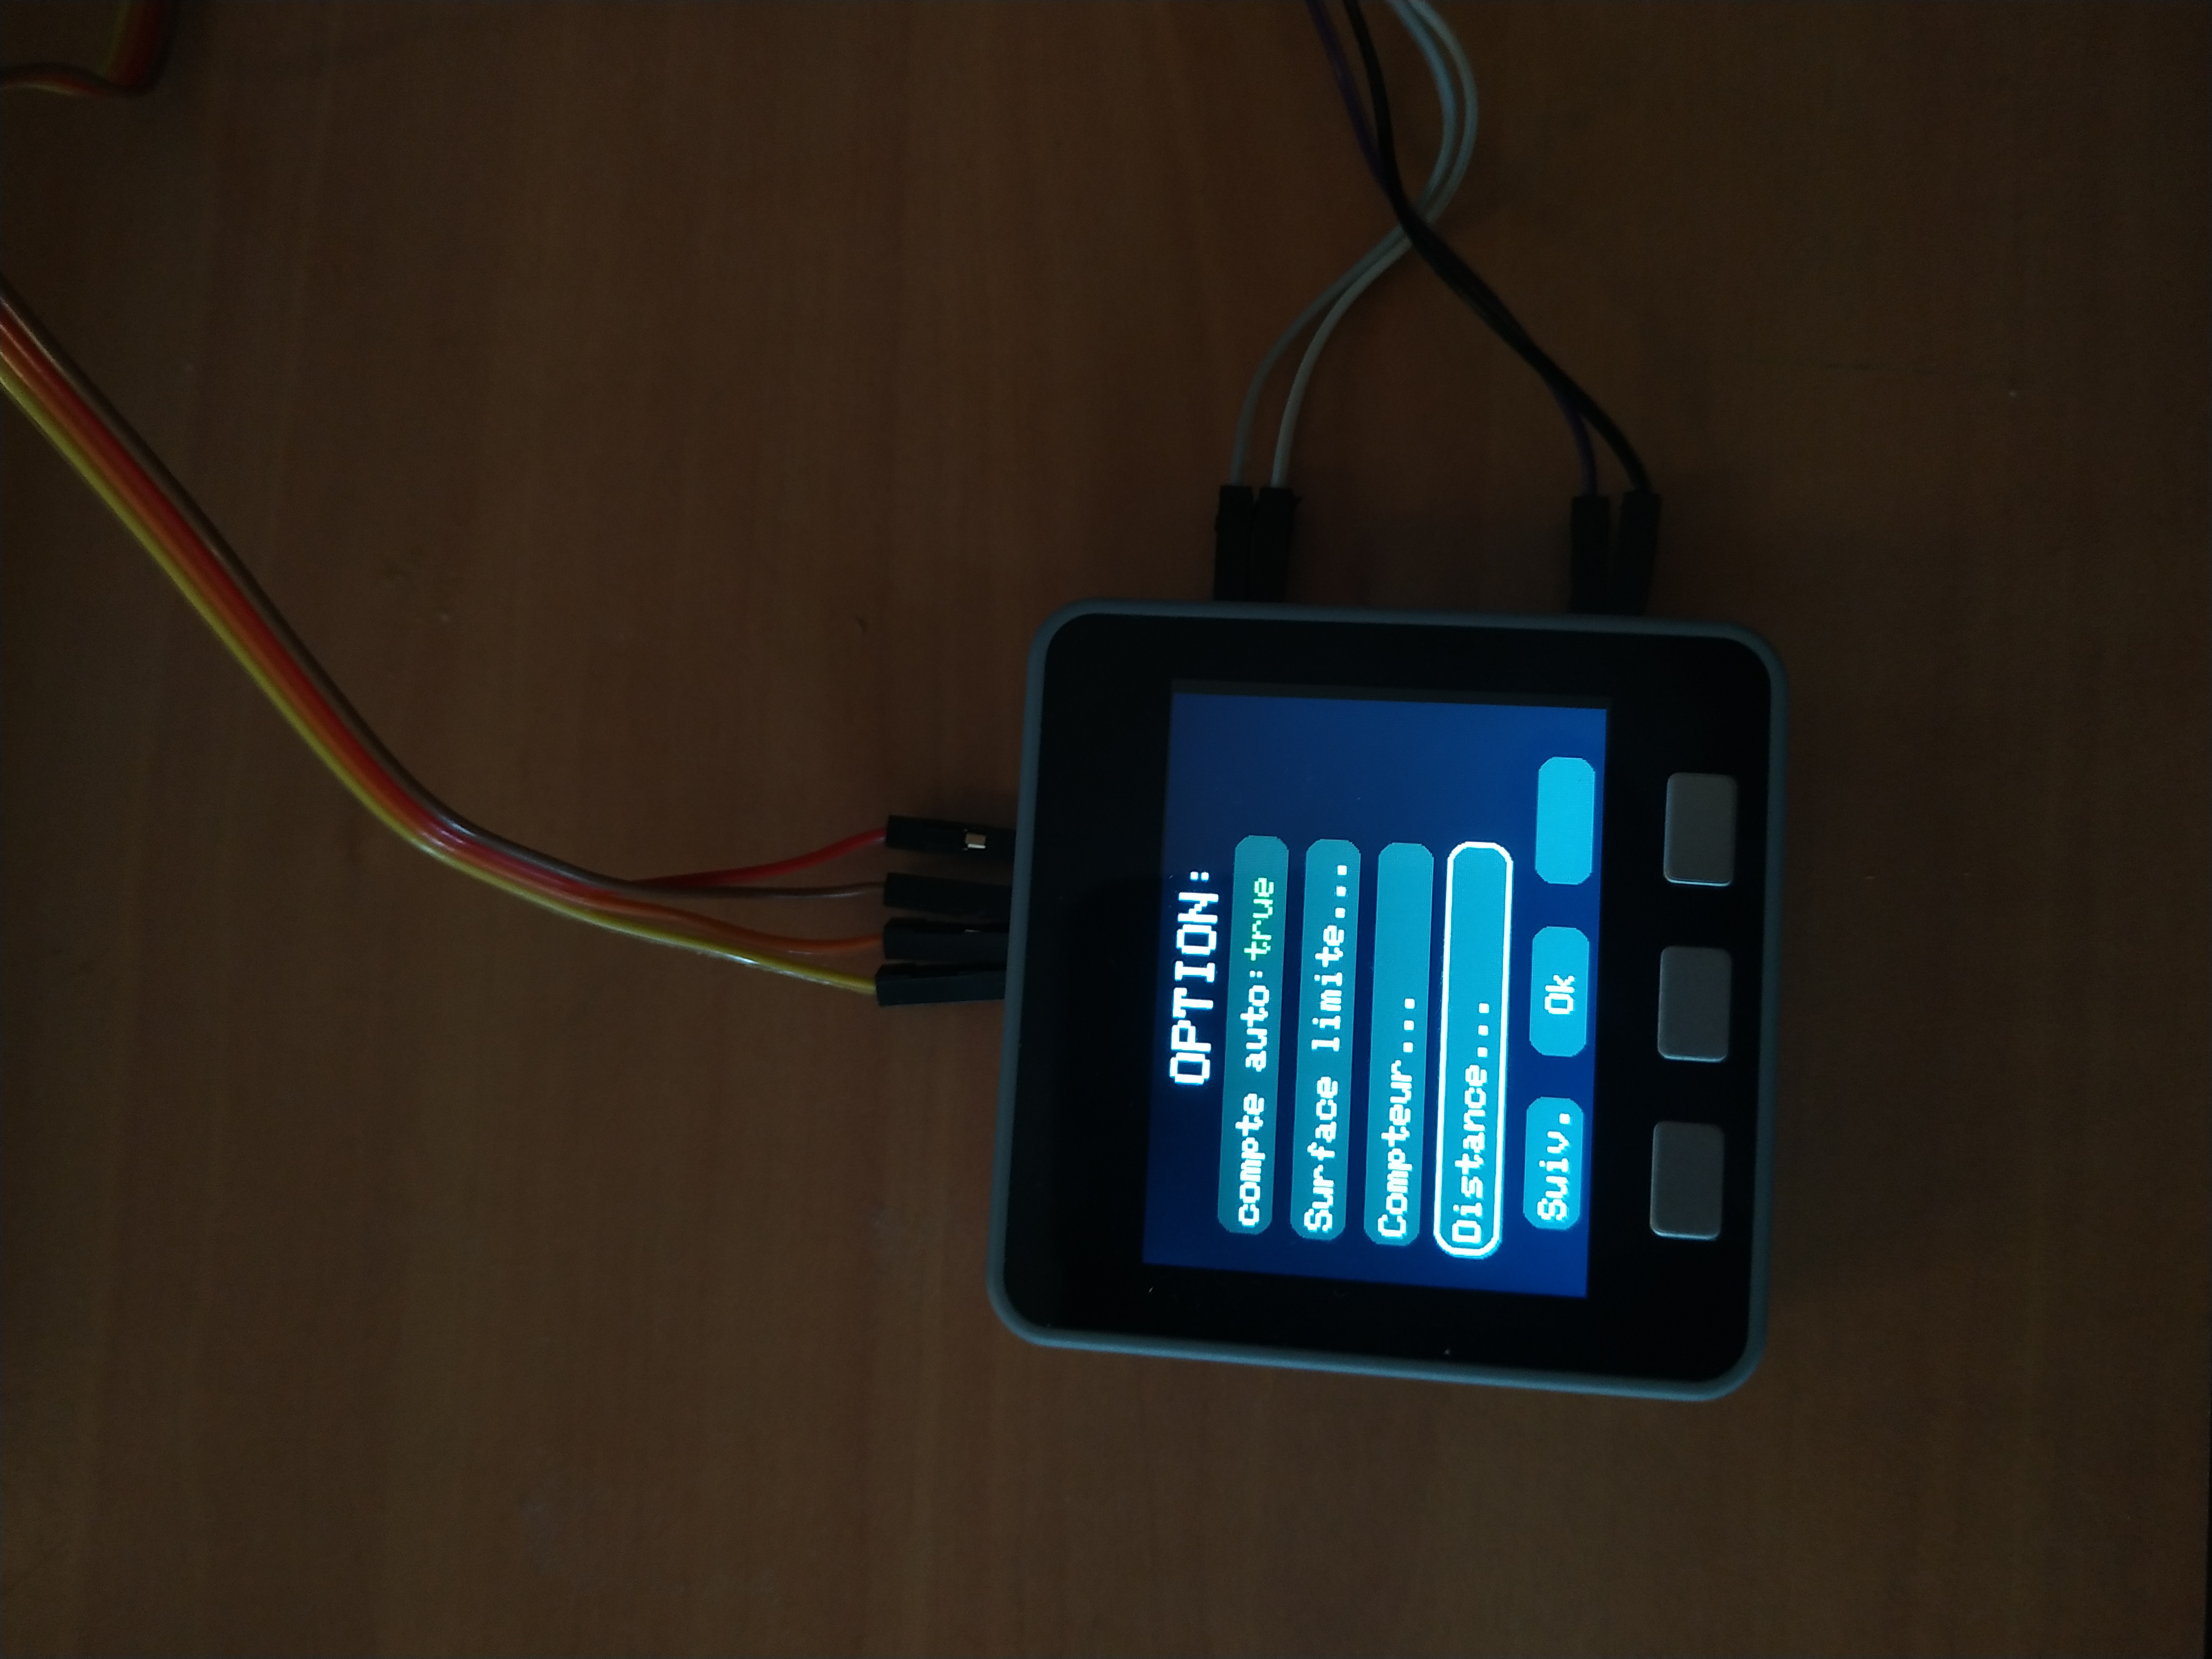 OPTION:
compte auto:true
Surface limite...
Compteur...
Distance...
Suiv. Ok